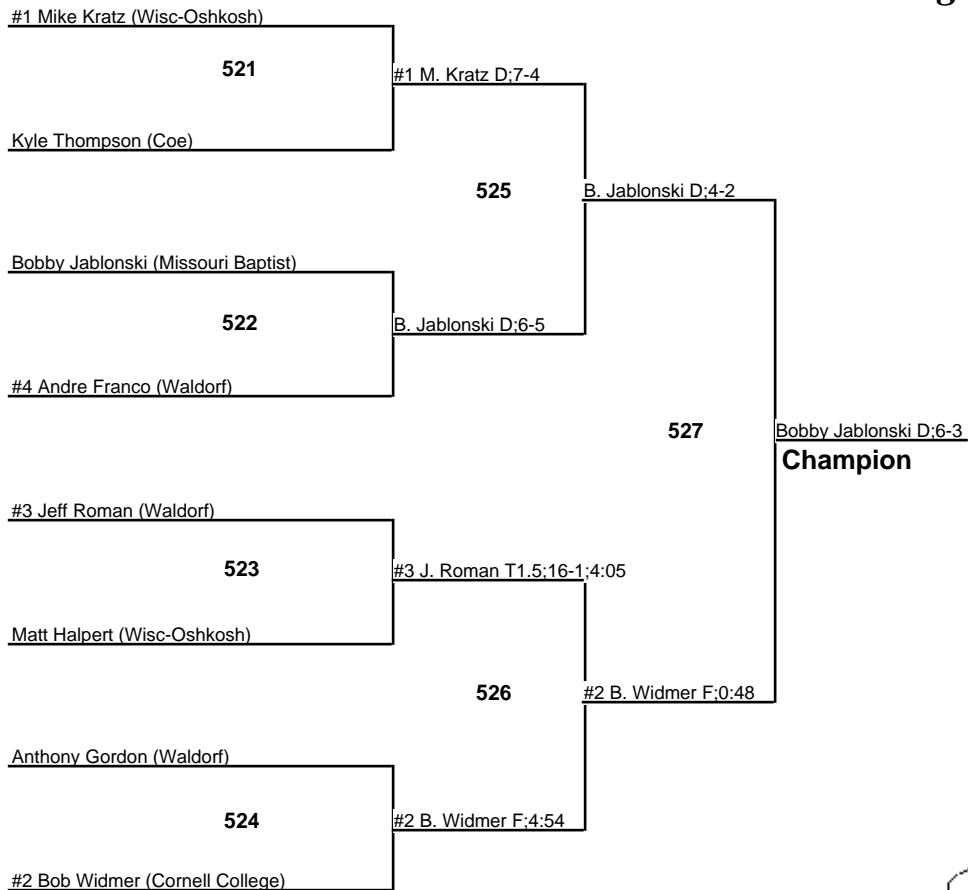 g
#1 Mike Kratz (Wisc-Oshkosh)
521
#1 M. Kratz D;7-4
Kyle Thompson (Coe)
525
B. Jablonski D;4-2
Bobby Jablonski (Missouri Baptist)
522
B. Jablonski D;6-5
#4 Andre Franco (Waldorf)
527
Bobby Jablonski D;6-3
Champion
#3 Jeff Roman (Waldorf)
523
#3 J. Roman T1.5;16-1;4:05
Matt Halpert (Wisc-Oshkosh)
526
#2 B. Widmer F;0:48
Anthony Gordon (Waldorf)
524
#2 B. Widmer F;4:54
#2 Bob Widmer (Cornell College)